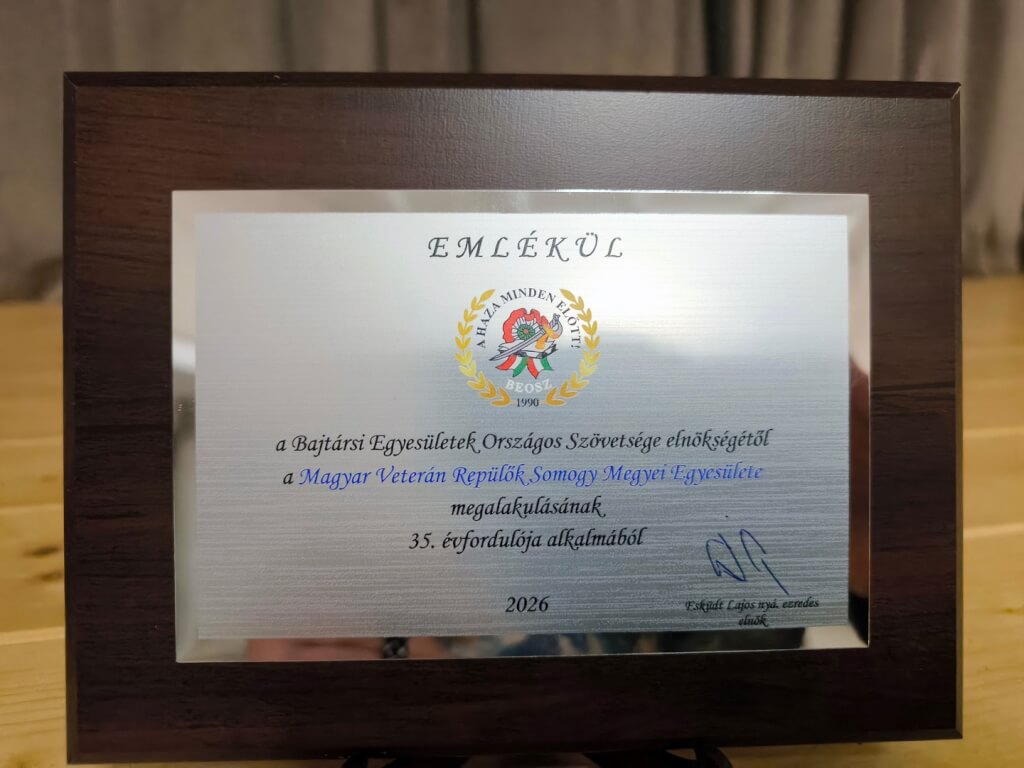 EMLÉKÜL
A HAZA MINDEN ELŐTT!
BEOSZ
1990
a Bajtársi Egyesületek Országos Szövetsége elnökségétől
a Magyar Veterán Repülők Somogy Megyei Egyesülete
megalakulásának
35. évfordulója alkalmából
2026
Esküdt Lajos nyá. ezredes
elnök